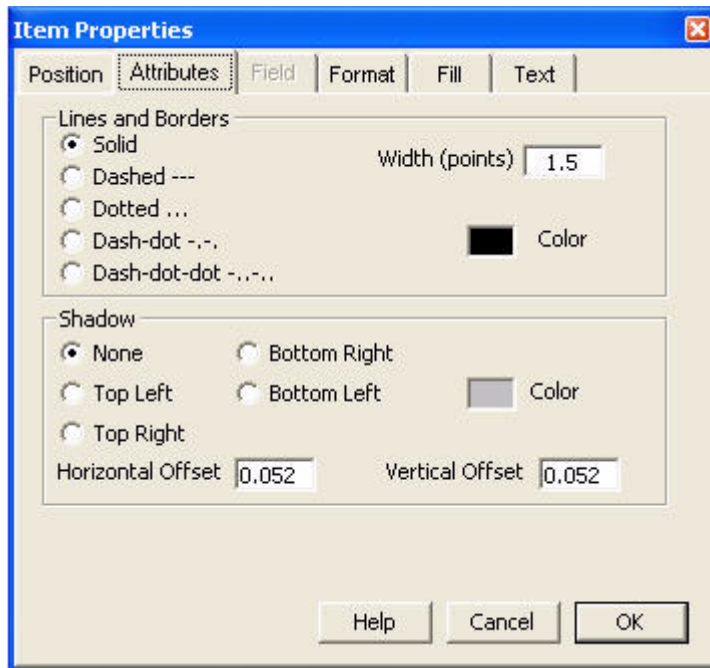 Item Properties
Position Attributes Field Format Fill Text
Lines and Borders
Solid
Width (points) 1.5
Dashed ---
Dotted ...
Dash-dot -.-.
Color
Dash-dot-dot -..-..
Shadow
None Bottom Right
Top Left Bottom Left Color
Top Right
Horizontal Offset 0.052 Vertical Offset 0.052
Help Cancel OK